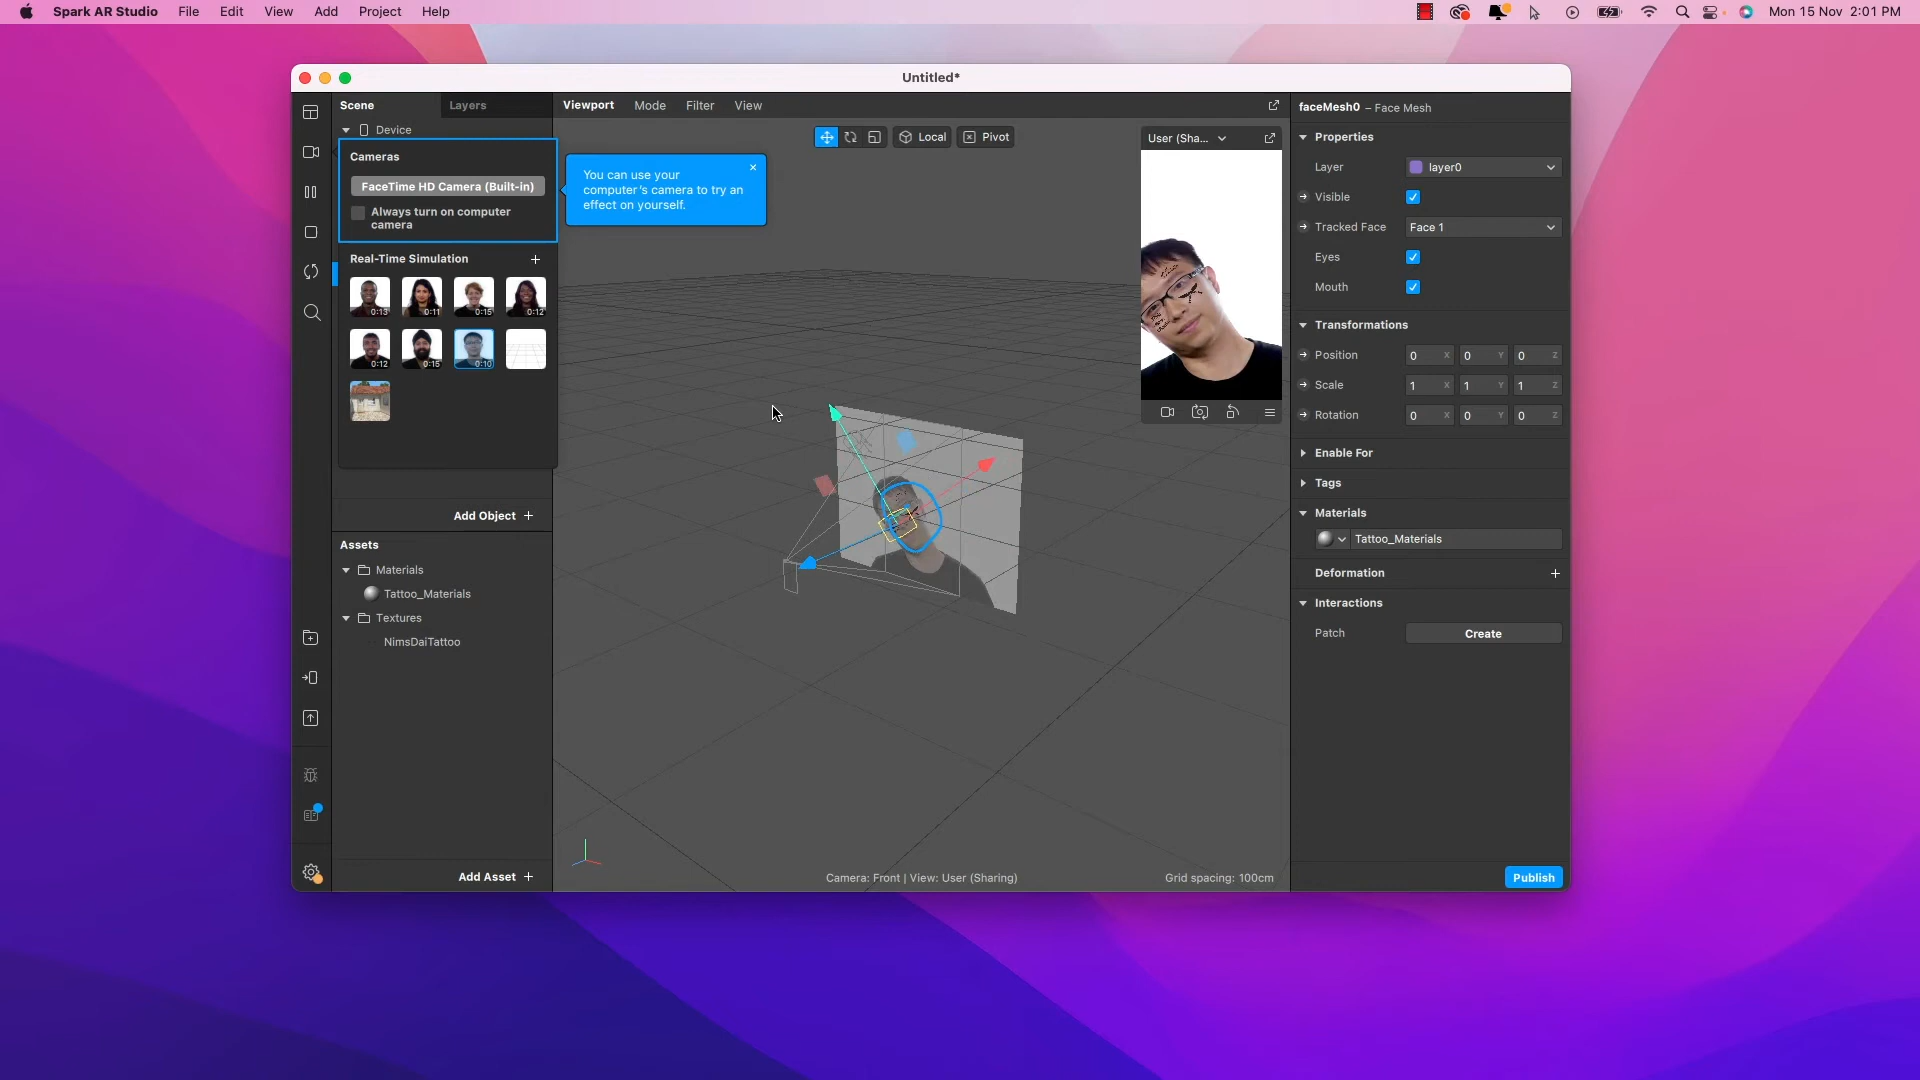 Spark AR Studio File Edit View Add Project Help
Mon 15 Nov 2:01 PM
Untitled*
Scene Layers
Device
Cameras
FaceTime HD Camera (Built-in)
Always turn on computer
camera
Real-Time Simulation +
0:13 0:11 0:15 0:12
0:12 0:15 0:10
Add Object +
Assets
Materials
Tattoo_Materials
Textures
NimsDaiTattoo
Add Asset +
Viewport Mode Filter View
Local Pivot
You can use your
computer's camera to try an
effect on yourself.
User (Sha...
Camera: Front | View: User (Sharing)
Grid spacing: 100cm
faceMesh0 – Face Mesh
Properties
Layer layer0
Visible
Tracked Face Face 1
Eyes
Mouth
Transformations
Position 0 X 0 Y 0 Z
Scale 1 X 1 Y 1 Z
Rotation 0 X 0 Y 0 Z
Enable For
Tags
Materials
Tattoo_Materials
Deformation +
Interactions
Patch Create
Publish